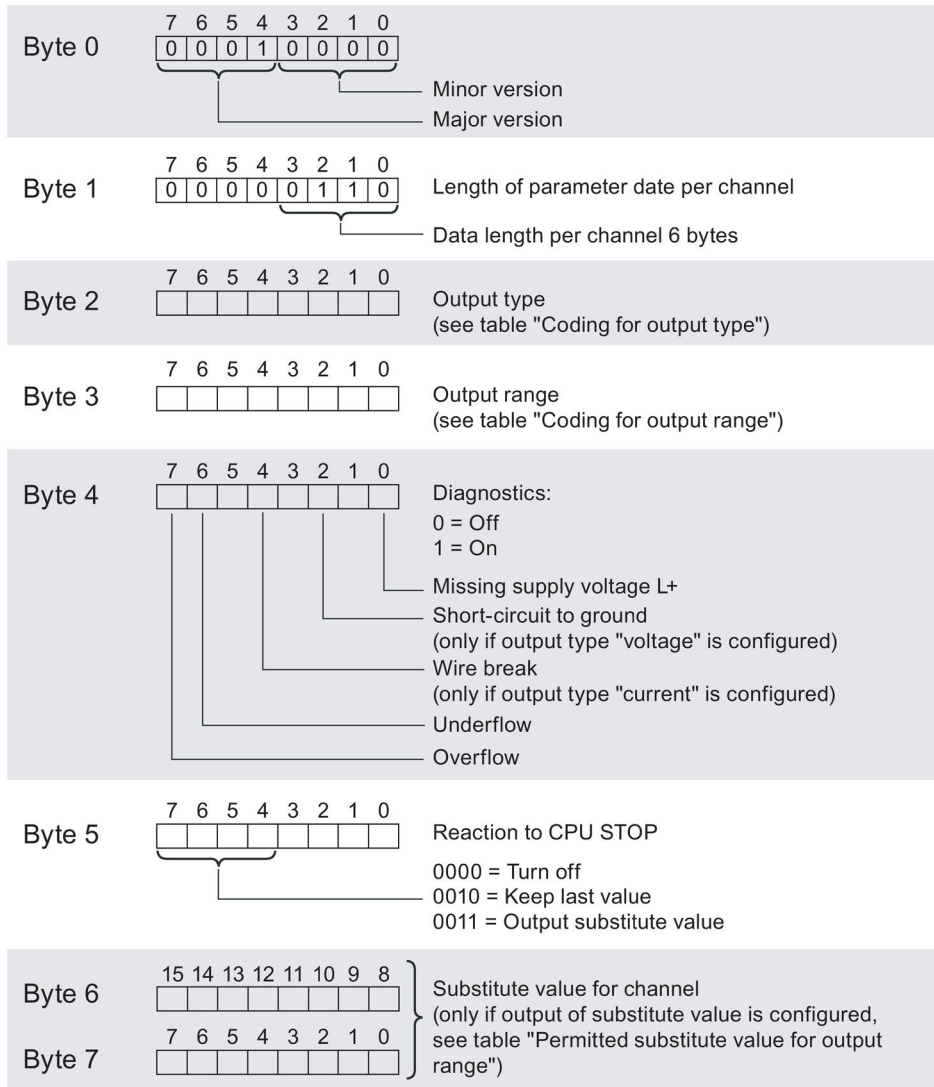 7 6 5 4 3 2 1 0
Byte 0 0 0 0 1 0 0 0 0
Minor version
Major version
7 6 5 4 3 2 1 0
Byte 1 0 0 0 0 0 1 1 0 Length of parameter date per channel
Data length per channel 6 bytes
7 6 5 4 3 2 1 0
Byte 2 Output type
(see table "Coding for output type")
7 6 5 4 3 2 1 0
Byte 3 Output range
(see table "Coding for output range")
7 6 5 4 3 2 1 0
Byte 4 Diagnostics:
0 = Off
1 = On
Missing supply voltage L+
Short-circuit to ground
(only if output type "voltage" is configured)
Wire break
(only if output type "current" is configured)
Underflow
Overflow
7 6 5 4 3 2 1 0
Byte 5 Reaction to CPU STOP
0000 = Turn off
0010 = Keep last value
0011 = Output substitute value
15 14 13 12 11 10 9 8
Byte 6
7 6 5 4 3 2 1 0
Byte 7
Substitute value for channel
(only if output of substitute value is configured,
see table "Permitted substitute value for output
range")